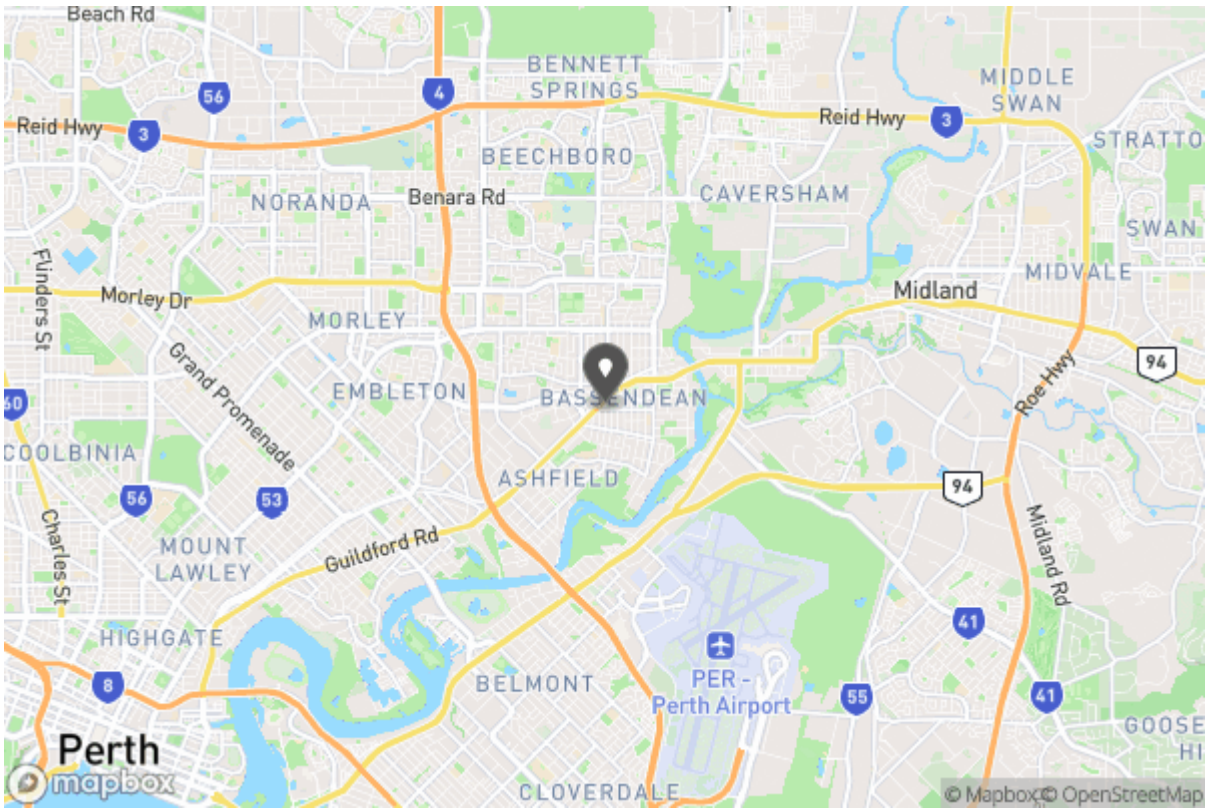 Beach Rd
BENNETT
SPRINGS
MIDDLE
SWAN
56
4
Reid Hwy
3
Reid Hwy
3
STRATTO
BEECHBORO
CAVERSHAM
NORANDA
Benara Rd
SWAN
Flinders St
MIDVALE
Morley Dr
Midland
MORLEY
Grand Promenade
94
Roe Hwy
EMBLETON
BASSENDEAN
60
COOLBINIA
ASHFIELD
56
53
94
Charles St
MOUNT
LAWLEY
Guildford Rd
Midland Rd
HIGHGATE
41
8
BELMONT
PER -
Perth Airport
55
41
GOOSE
HI
Perth
mapbox
CLOVERDALE
© Mapbox © OpenStreetMap